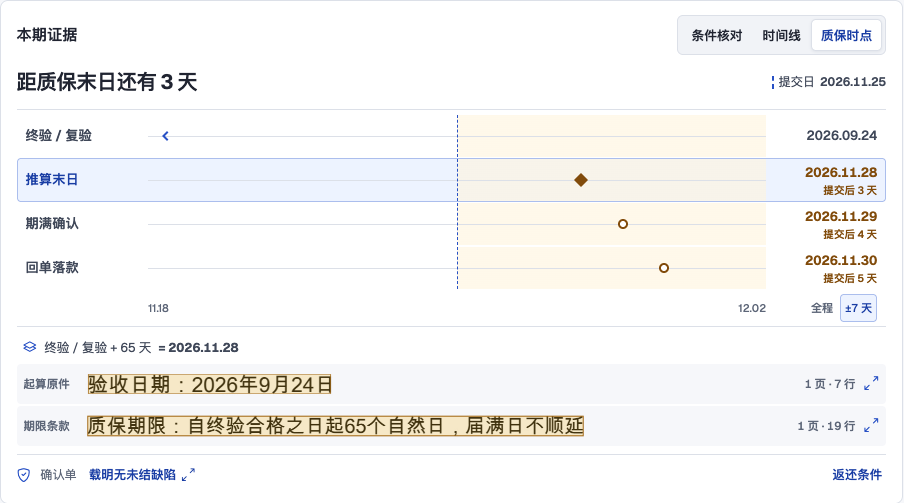 本期证据
条件核对 时间线 质保时点
距质保末日还有 3 天
提交日 2026.11.25
终验 / 复验 2026.09.24
推算末日 2026.11.28
提交后 3 天
期满确认 2026.11.29
提交后 4 天
回单落款 2026.11.30
提交后 5 天
11.18 12.02 全程 ±7 天
终验 / 复验 + 65 天 = 2026.11.28
起算原件 验收日期：2026年9月24日 1 页 · 7 行
期限条款 质保期限：自终验合格之日起65个自然日，届满日不顺延 1 页 · 19 行
确认单 载明无未结缺陷 返还条件